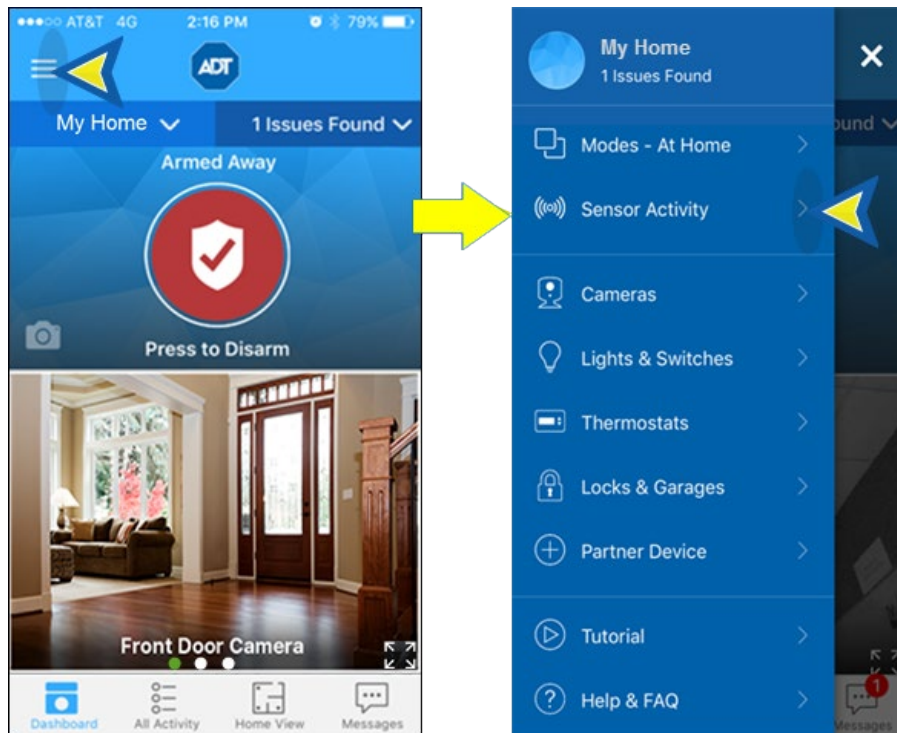 AT&T 4G 2:16 PM 79%
ADT
My Home 1 Issues Found
Armed Away
Press to Disarm
Front Door Camera
Dashboard All Activity Home View Messages
My Home
1 Issues Found
ound
Modes - At Home
Sensor Activity
Cameras
Lights & Switches
Thermostats
Locks & Garages
Partner Device
Tutorial
Help & FAQ
1
Messages